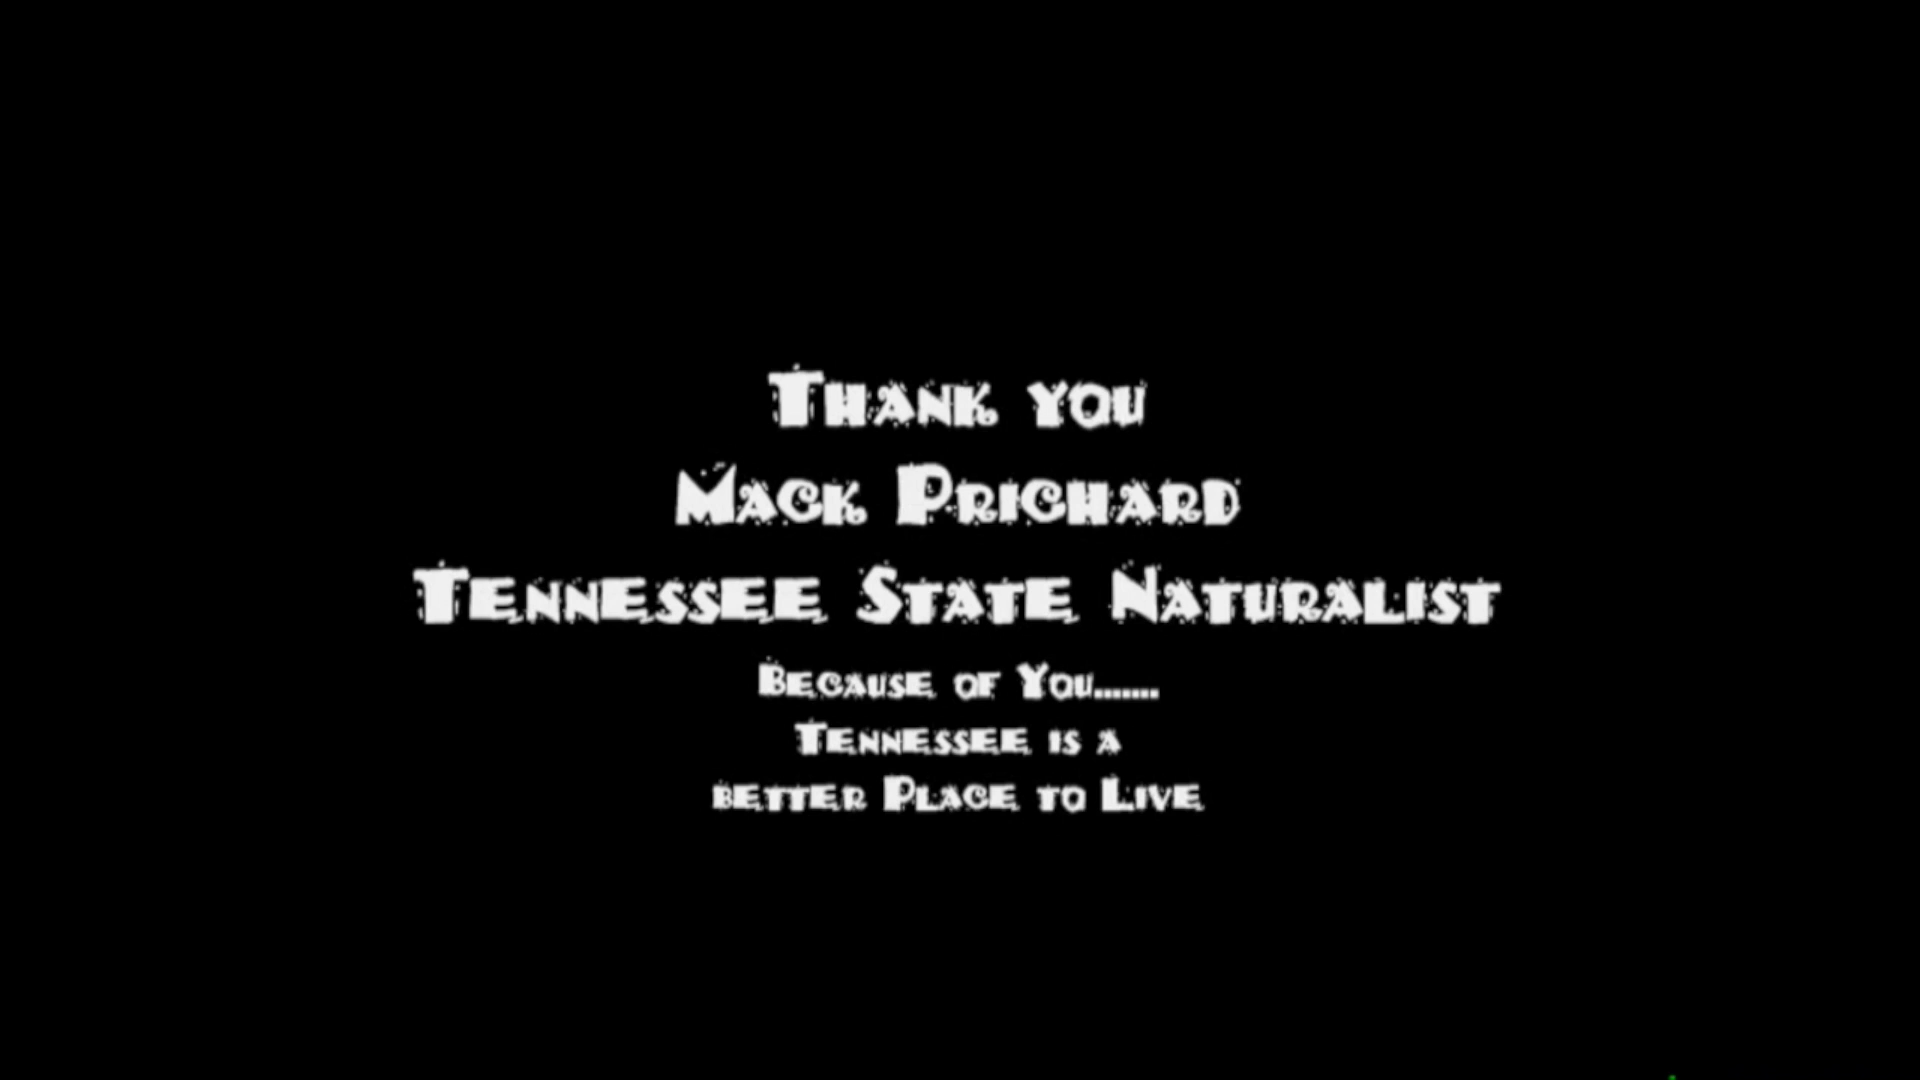 Thank you
Mack Prichard
Tennessee State Naturalist
Because of You.......
Tennessee is a
better Place to Live